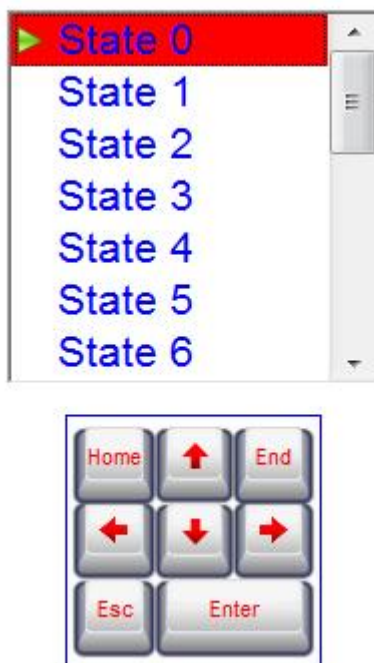 State 0
State 1
State 2
State 3
State 4
State 5
State 6
Home End
Esc Enter